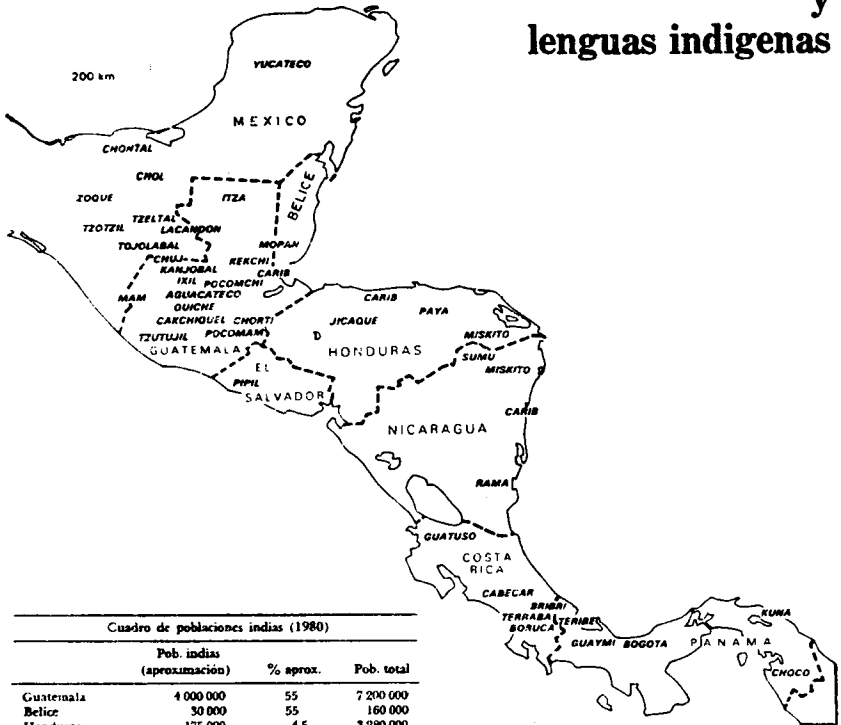 y
lenguas indigenas
200 km
YUCATECO
MEXICO
CHONTAL
CHOL
ZOQUE
ITZA
BELICE
TZELTAL
TZOTZIL
LACANDON
TOJOLABAL
MOPAN
CHUJ
KEKCHI
KANJOBAL
CARIB
IXIL
POCOMCHI
MAM
AGUACATECO
QUICHE
CAKCHIQUEL
CHORTI
TZUTUJIL
POCOMAM
GUATEMALA
CARIB
PAYA
JICAQUE
MISKITO
HONDURAS
SUMU
MISKITO
EL
SALVADOR
PIPIL
CARIB
NICARAGUA
RAMA
GUATUSO
COSTA
RICA
CABECAR
BRIBRI
TERRABA
TERIBE
BORUCA
GUAYMI
BOGOTA
PANAMA
KUNA
CHOCO
Cuadro de poblaciones indias (1980)
Pob. indias
(aproximación) % aprox. Pob. total
Guatemala 4 000 000 55 7 200 000
Belice 30 000 55 160 000